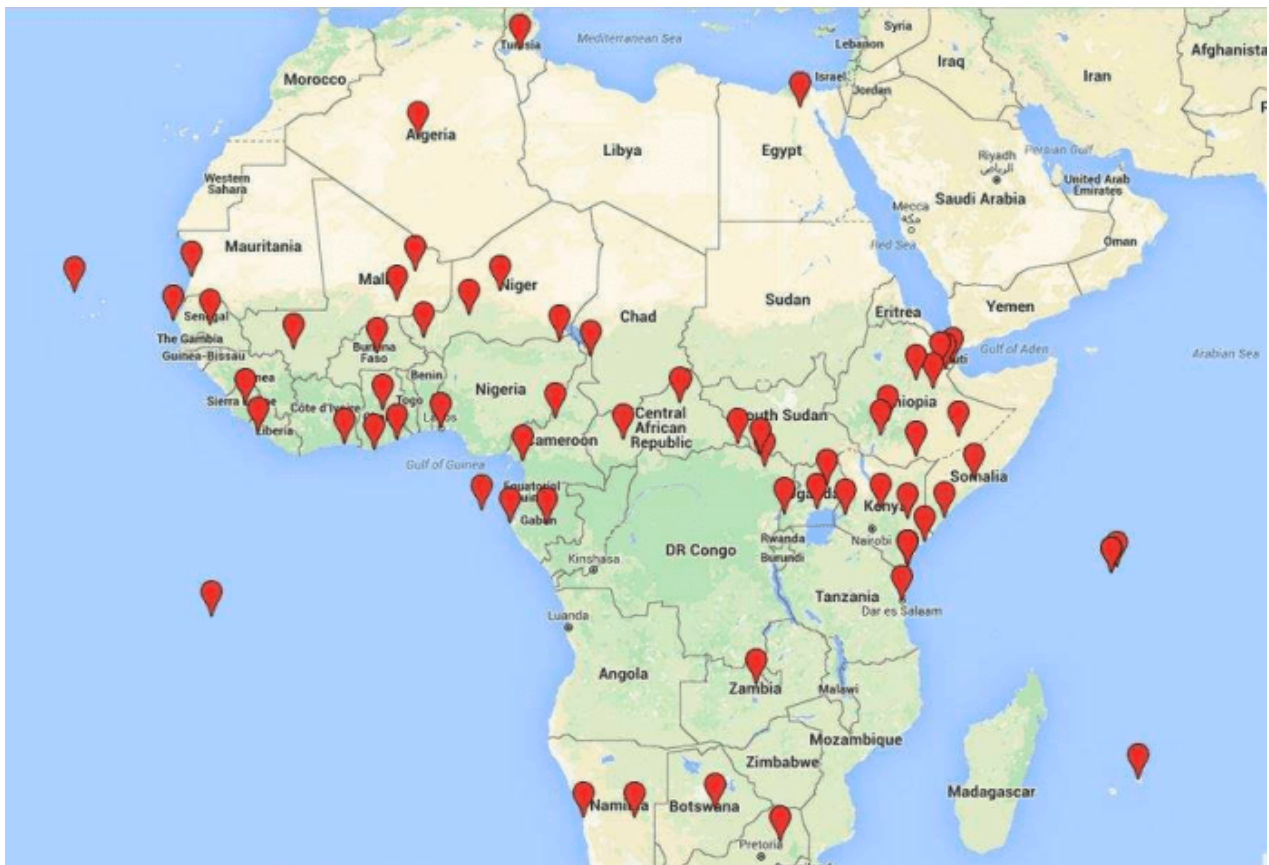 Tunisia
Mediterranean Sea
Syria
Lebanon
Afghanista
Morocco
Israel
Iraq
Iran
Jordan
Algeria
Libya
Egypt
Persian Gulf
Riyadh
الرياض
Western
Sahara
United Arab
Emirates
Mecca
مكة
Saudi Arabia
Oman
Mauritania
Red Sea
Mali
Niger
Sudan
Yemen
Chad
Eritrea
Senegal
The Gambia
Guinea-Bissau
Burkina
Faso
Gulf of Aden
Arabian Sea
Benin
Nigeria
Togo
Sierra
Côte d'Ivoire
Liberia
Central
African
Republic
South Sudan
Cameroon
Gulf of Guinea
Somalia
Gabon
Kenya
Nairobi
Rwanda
Burundi
Kinshasa
DR Congo
Tanzania
Dar es Salaam
Luanda
Angola
Zambia
Malawi
Mozambique
Zimbabwe
Namibia
Botswana
Madagascar
Pretoria